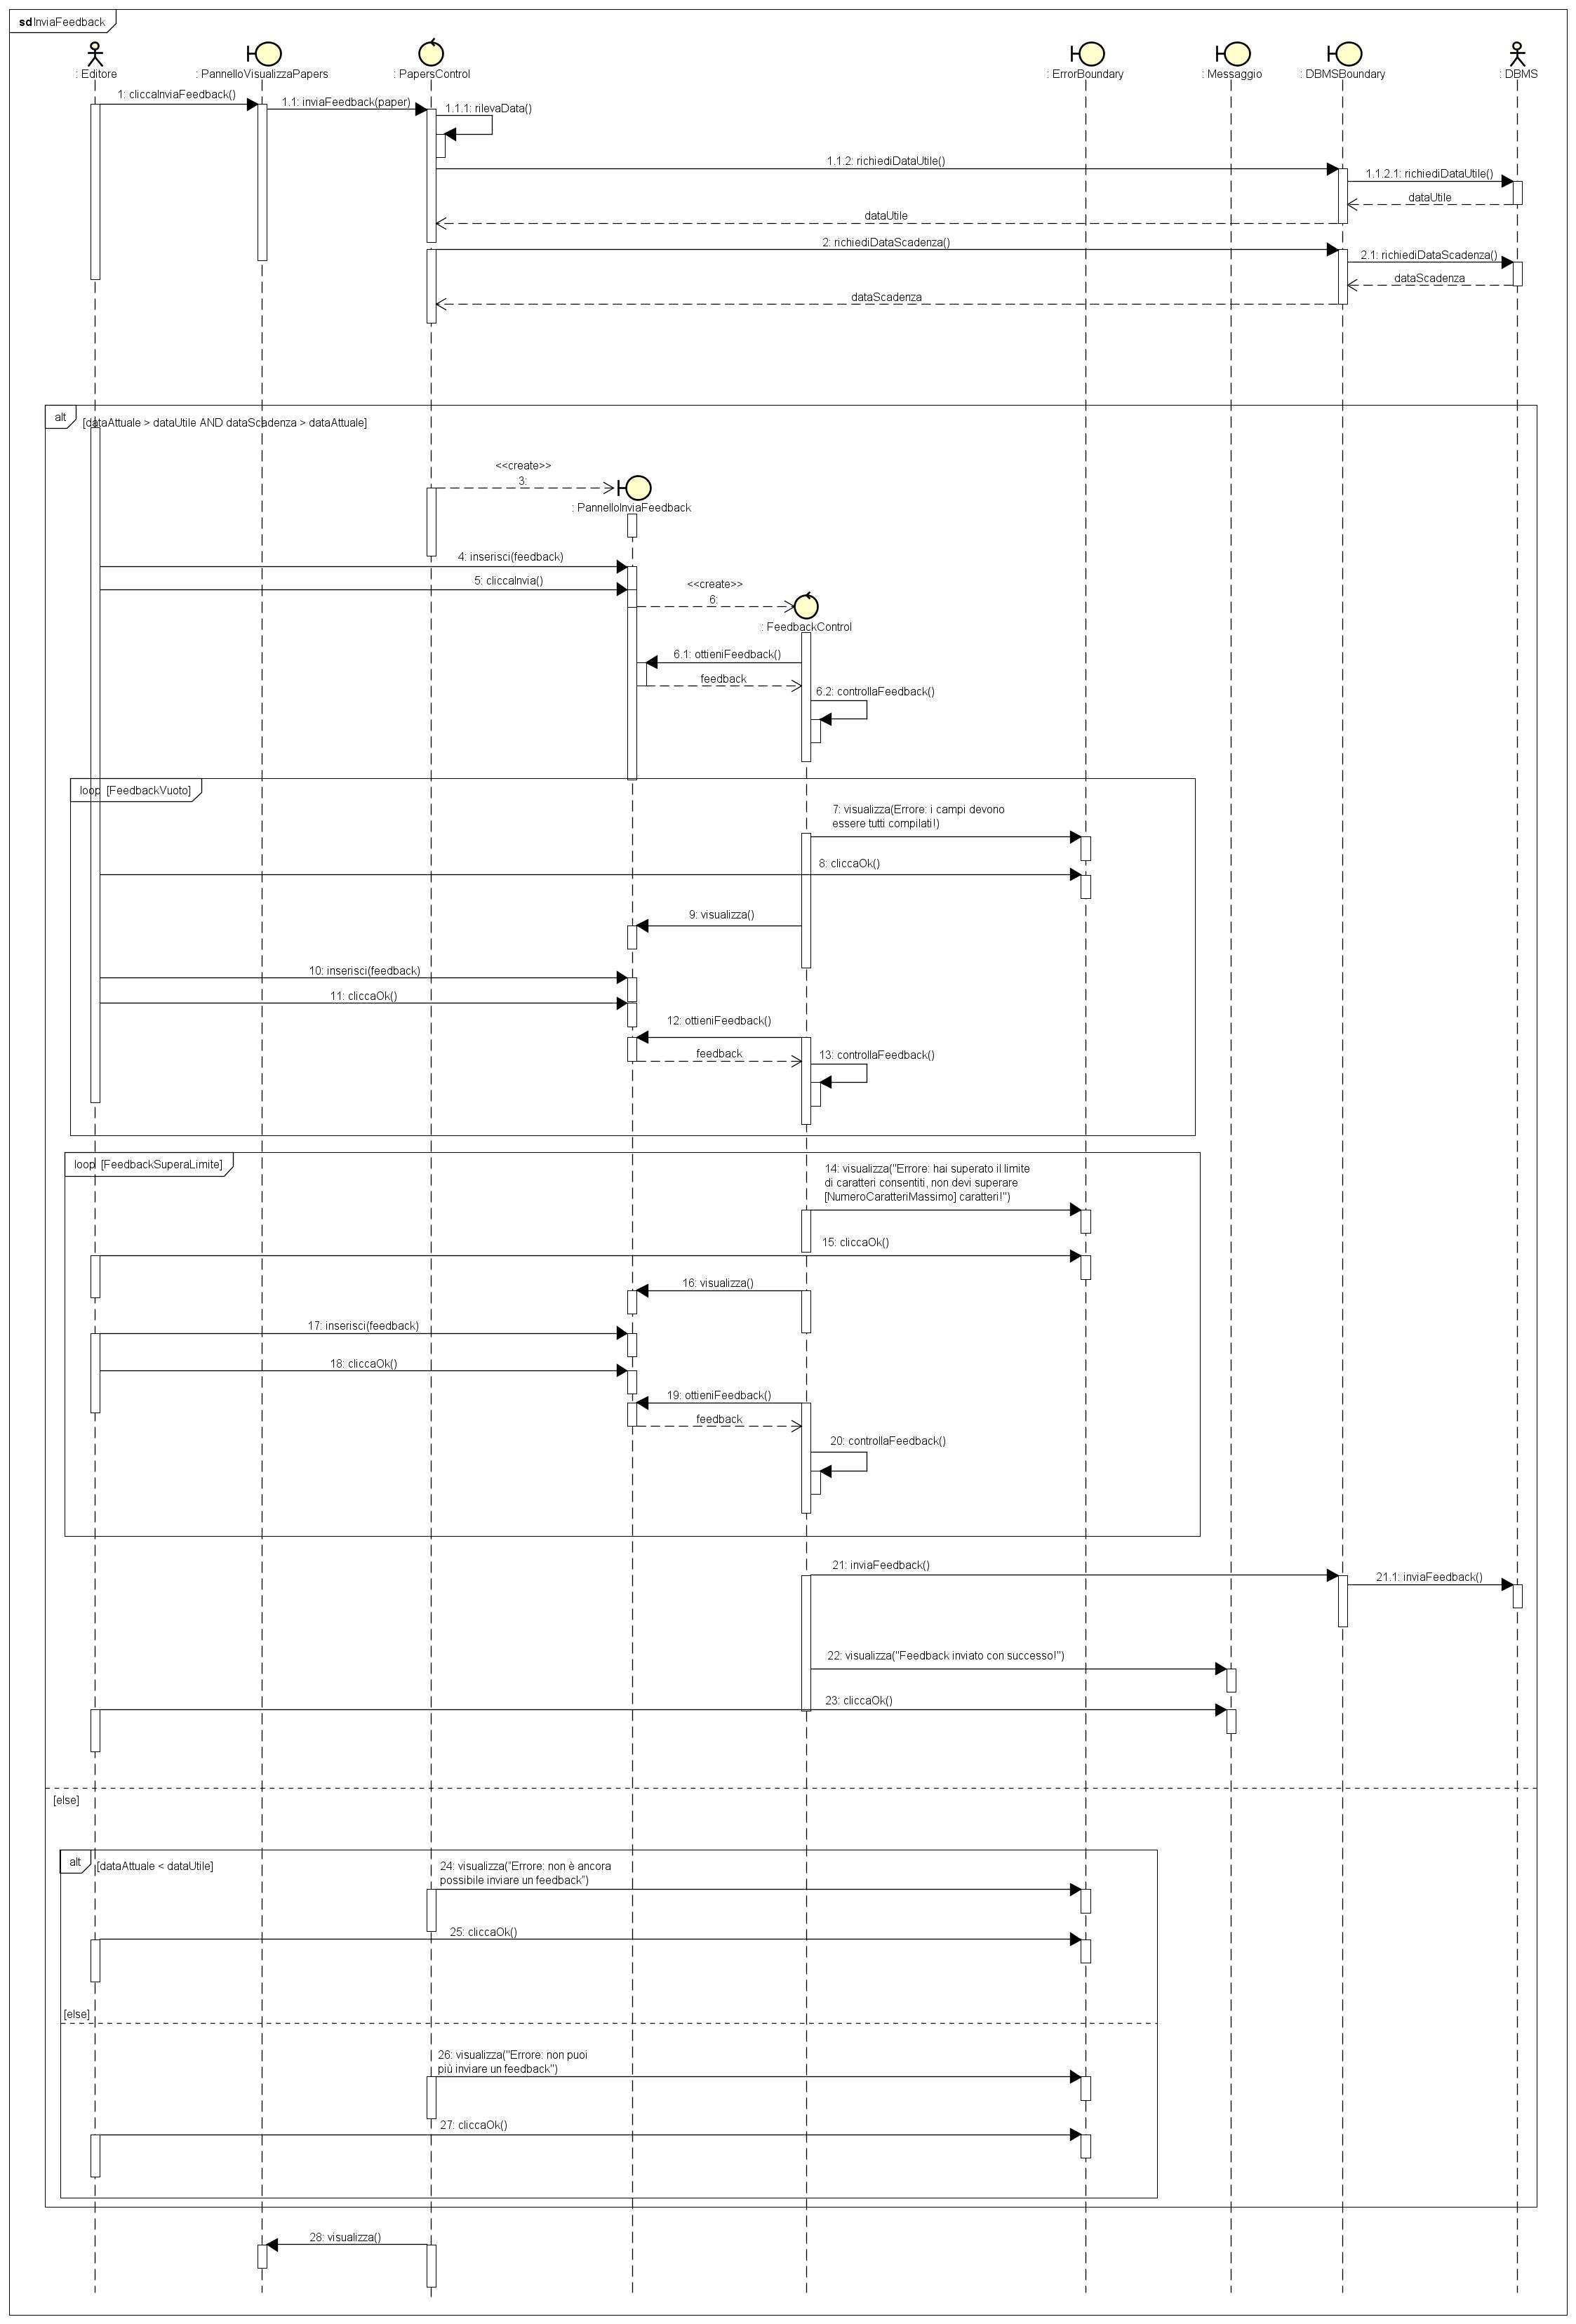 sd InviaFeedback
: Editore
: PannelloVisualizzaPapers
: PapersControl
: ErrorBoundary
: Messaggio
: DBMSBoundary
: DBMS
1: cliccaInviaFeedback()
1.1: inviaFeedback(paper)
1.1.1: rilevaData()
1.1.2: richiediDataUtile()
1.1.2.1: richiediDataUtile()
dataUtile
dataUtile
2: richiediDataScadenza()
2.1: richiediDataScadenza()
dataScadenza
dataScadenza
alt
[dataAttuale > dataUtile AND dataScadenza > dataAttuale]
<<create>>
3:
: PannelloInviaFeedback
4: inserisci(feedback)
5: cliccaInvia()
<<create>>
6:
: FeedbackControl
6.1: ottieniFeedback()
feedback
6.2: controllaFeedback()
loop [FeedbackVuoto]
7: visualizza(Errore: i campi devono
essere tutti compilati!)
8: cliccaOk()
9: visualizza()
10: inserisci(feedback)
11: cliccaOk()
12: ottieniFeedback()
feedback
13: controllaFeedback()
loop [FeedbackSuperaLimite]
14: visualizza("Errore: hai superato il limite
di caratteri consentiti, non devi superare
[NumeroCaratteriMassimo] caratteri!")
15: cliccaOk()
16: visualizza()
17: inserisci(feedback)
18: cliccaOk()
19: ottieniFeedback()
feedback
20: controllaFeedback()
21: inviaFeedback()
21.1: inviaFeedback()
22: visualizza("Feedback inviato con successo!")
23: cliccaOk()
[else]
alt
[dataAttuale < dataUtile]
24: visualizza("Errore: non è ancora
possibile inviare un feedback")
25: cliccaOk()
[else]
26: visualizza("Errore: non puoi
più inviare un feedback")
27: cliccaOk()
28: visualizza()